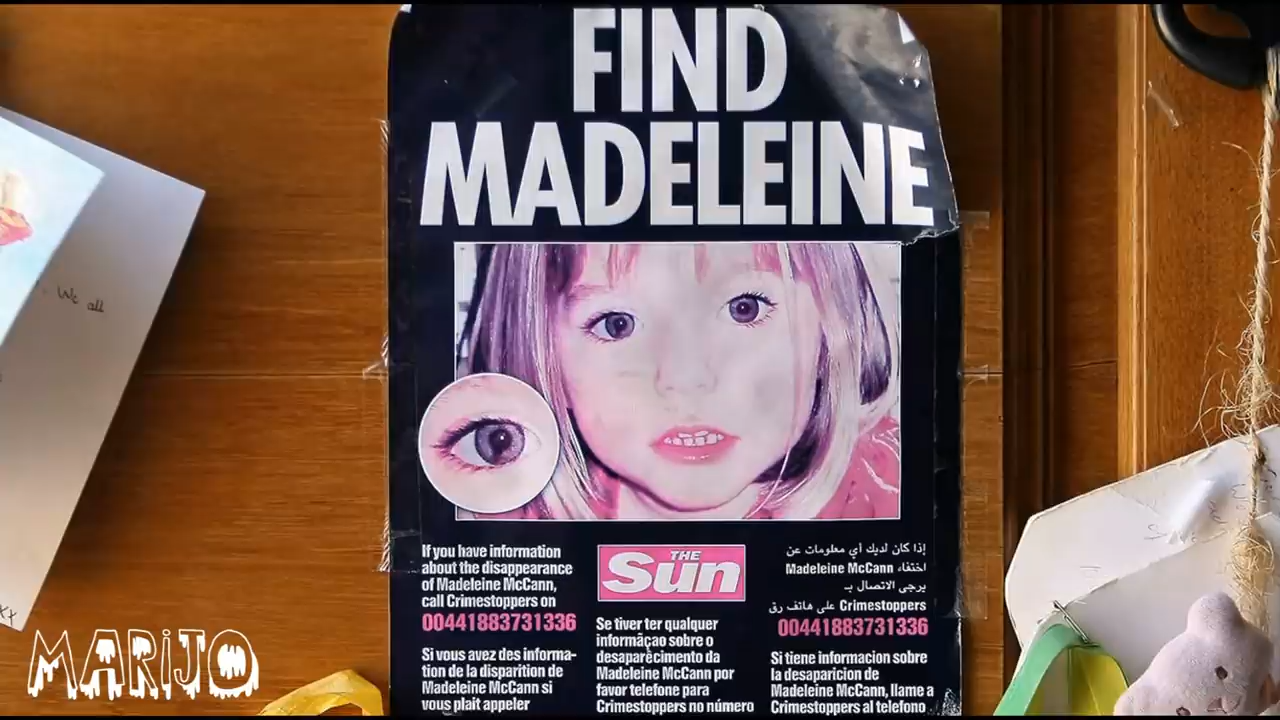 FIND
MADELEINE
We all
If you have information
about the disappearance
of Madeleine McCann,
call Crimestoppers on
00441883731336
Si vous avez des informa-
tion de la disparition de
Madeleine McCann si
vous plait appeler
THE
Sun
Se tiver ter qualquer
informãçao sobre o
desaparecimento da
Madeleine McCann por
favor telefone para
Crimestoppers no número
إذا كان لديك أي معلومات عن
اختفاء Madeleine McCann
يرجى الاتصال بـ
Crimestoppers على هاتف رق
00441883731336
Si tiene informacion sobre
la desaparicion de
Madeleine McCann, llame a
Crimestoppers al telefono
XX
MARiJO